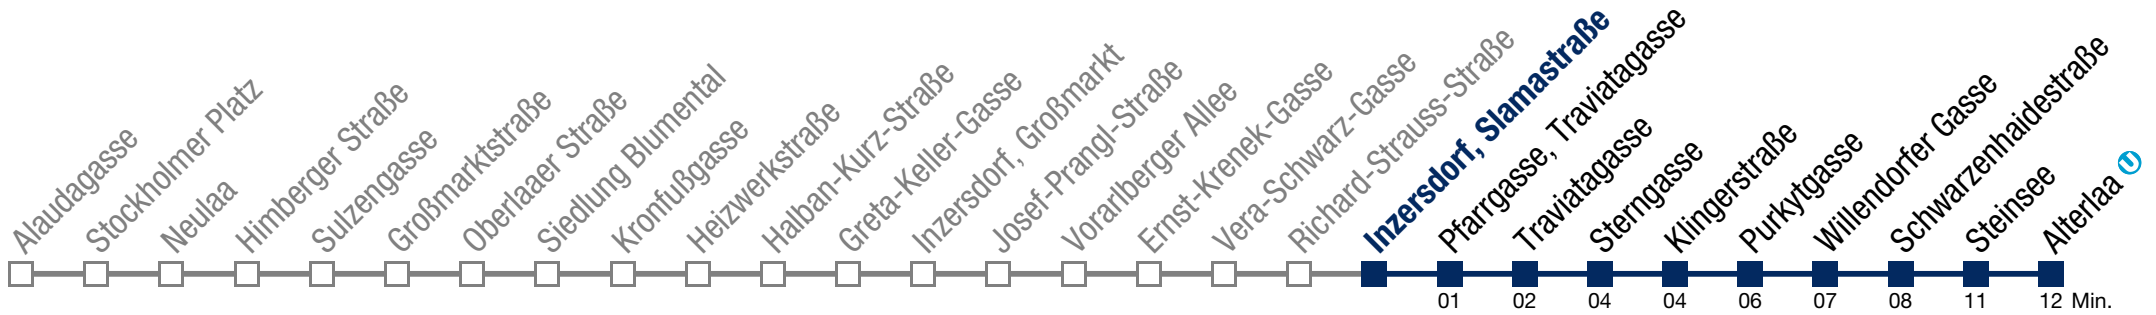 Alaudagasse
Stockholmer Platz
Neulaa
Himberger Straße
Sulzengasse
Großmarktstraße
Oberlaaer Straße
Siedlung Blumental
Kronfußgasse
Heizwerkstraße
Halban-Kurz-Straße
Greta-Keller-Gasse
Inzersdorf, Großmarkt
Josef-Prangl-Straße
Vorarlberger Allee
Ernst-Krenek-Gasse
Vera-Schwarz-Gasse
Richard-Strauss-Straße
Inzersdorf, Slamastraße
Pfarrgasse, Traviatagasse
Traviatagasse
Sterngasse
Klingerstraße
Purkytgasse
Willendorfer Gasse
Schwarzenhaidestraße
Steinsee
Alterlaa U
01 02 04 04 06 07 08 11 12 Min.